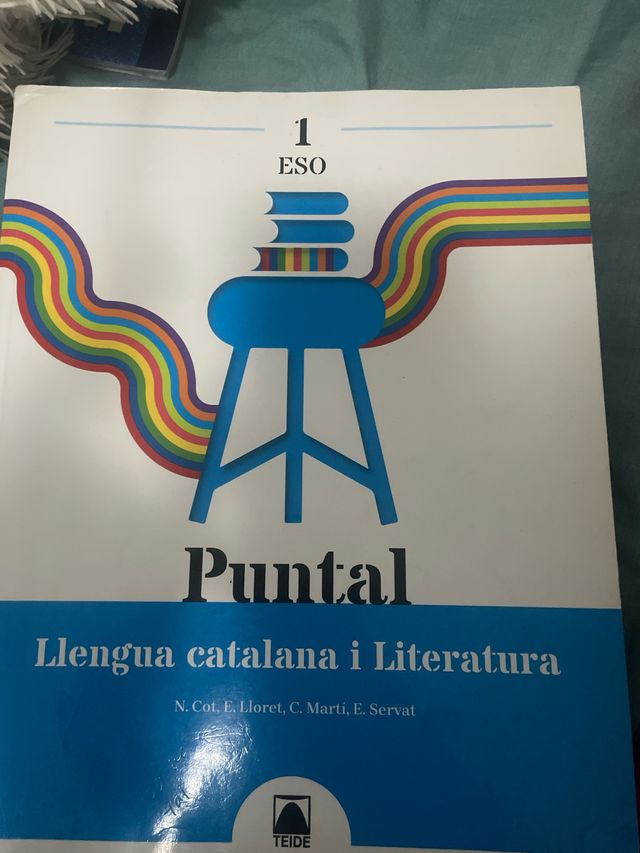 1
ESO
Puntal
Llengua catalana i Literatura
N. Cot, E. Lloret, C. Martí, E. Servat
TEIDE